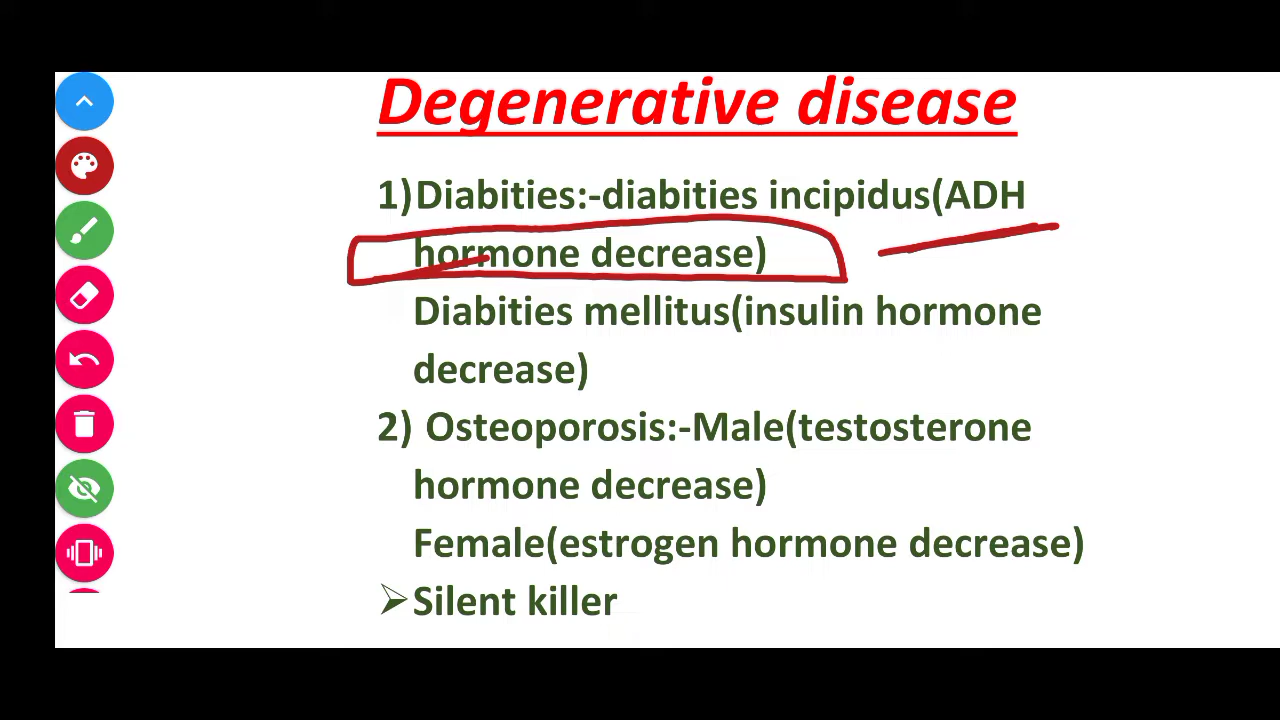 Degenerative disease
1)Diabities:-diabities incipidus(ADH
hormone decrease)
Diabities mellitus(insulin hormone
decrease)
2) Osteoporosis:-Male(testosterone
hormone decrease)
Female(estrogen hormone decrease)
➢Silent killer